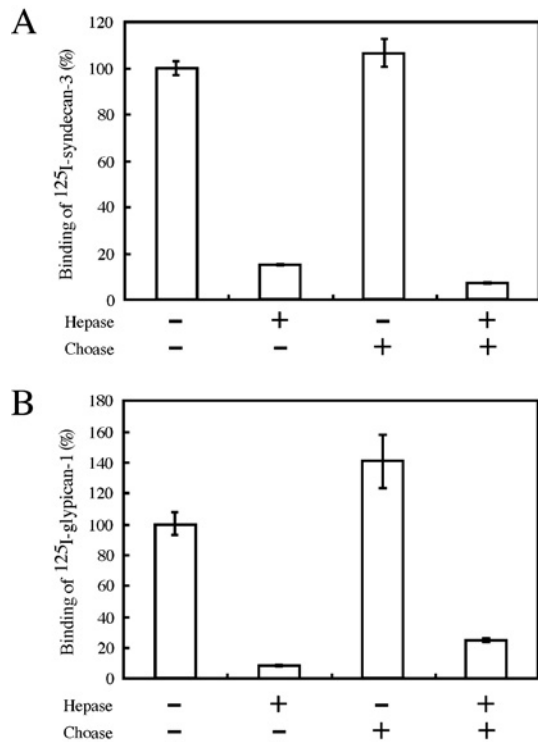 A
Binding of 125I-syndecan-3 (%)
120
100
80
60
40
20
0
Hepase − + − +
Choase − − + +
B
Binding of 125I-glypican-1 (%)
180
160
140
120
100
80
60
40
20
0
Hepase − + − +
Choase − − + +